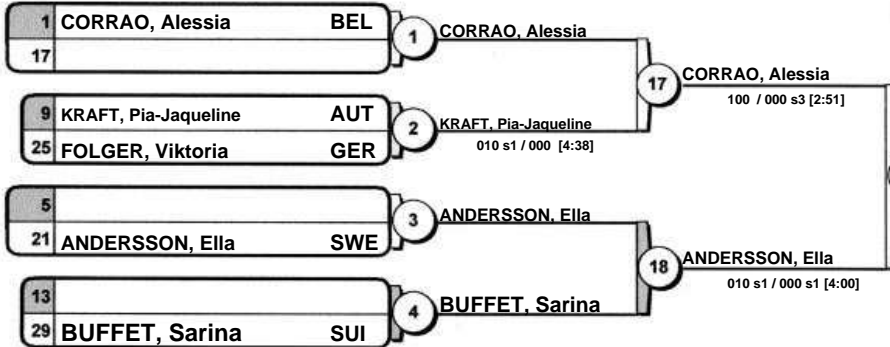 1 CORRAO, Alessia BEL
17
1
CORRAO, Alessia
9 KRAFT, Pia-Jaqueline AUT
25 FOLGER, Viktoria GER
2
KRAFT, Pia-Jaqueline
010 s1 / 000 [4:38]
17
CORRAO, Alessia
100 / 000 s3 [2:51]
5
21 ANDERSSON, Ella SWE
3
ANDERSSON, Ella
13
29 BUFFET, Sarina SUI
4
BUFFET, Sarina
18
ANDERSSON, Ella
010 s1 / 000 s1 [4:00]